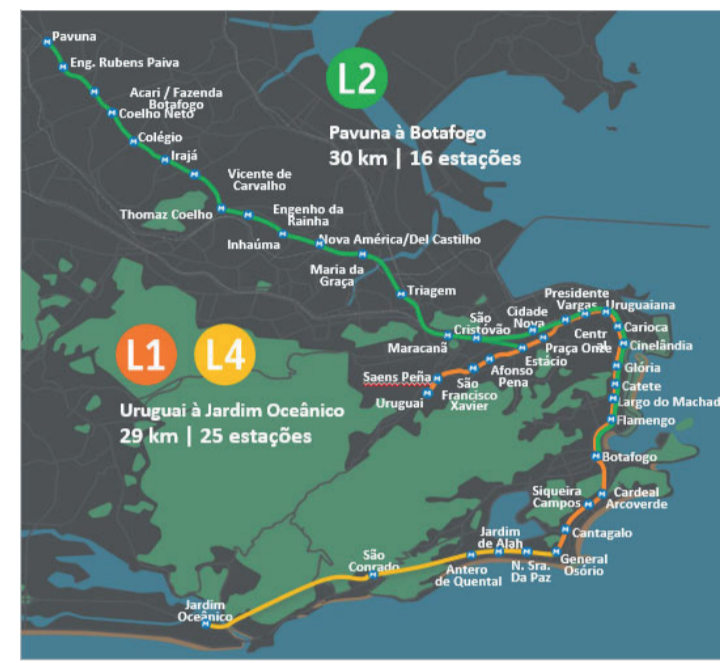 Pavuna
Eng. Rubens Paiva
L2
Acari / Fazenda
Botafogo
Coelho Neto
Pavuna à Botafogo
30 km | 16 estações
Colégio
Irajá
Vicente de
Carvalho
Thomaz Coelho
Engenho da
Rainha
Inhaúma
Nova América/Del Castilho
Maria da
Graça
Triagem
Presidente
Vargas
Uruguaiana
Cidade
Nova
São
Cristóvão
Carioca
Centr
al
Cinelândia
Maracanã
Praça Onze
Estácio
L1
L4
Afonso
Pena
Glória
Saens Peña
São
Francisco
Xavier
Catete
Uruguai
Largo do Machad
Uruguai à Jardim Oceânico
29 km | 25 estações
Flamengo
Botafogo
Siqueira
Campos
Cardeal
Arcoverde
Cantagalo
Jardim
de Alah
São
Conrado
General
Osório
Antero
de Quental
N. Sra.
Da Paz
Jardim
Oceânico